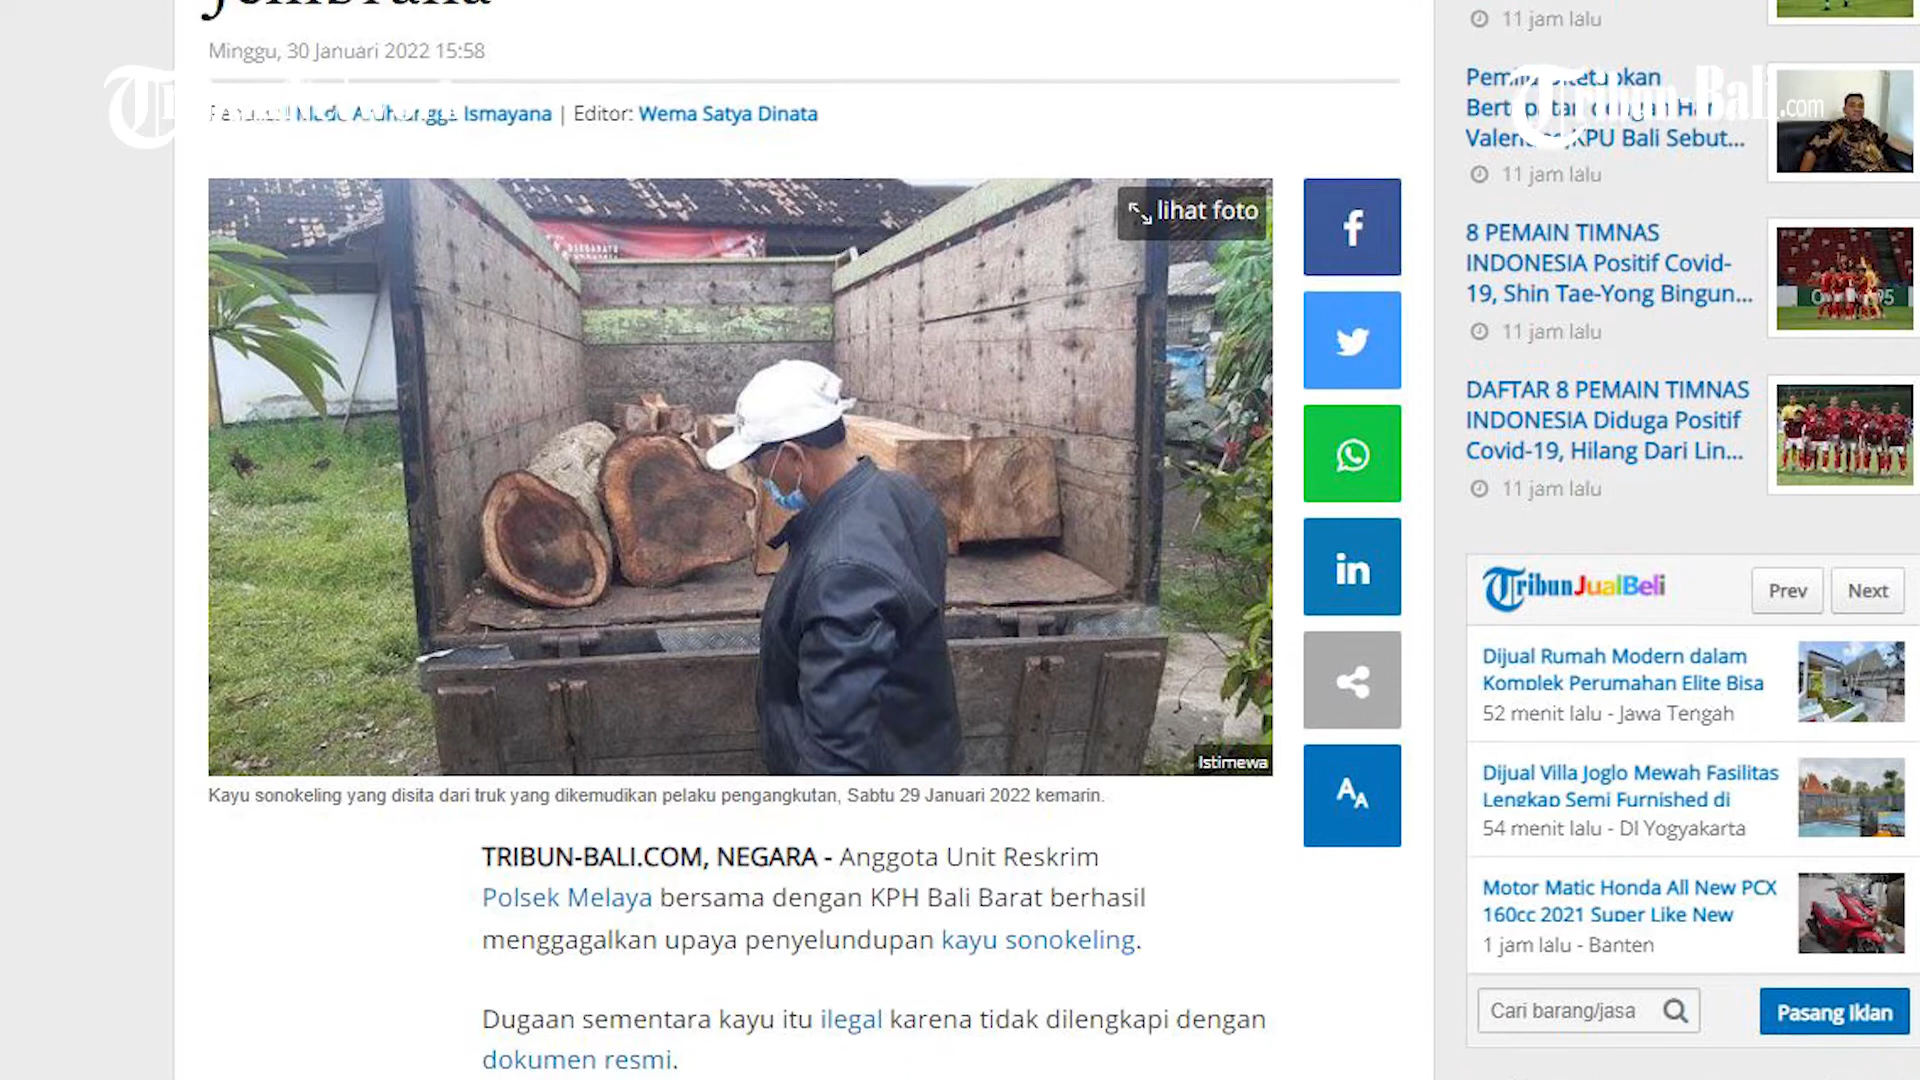 Jembrana
Minggu, 30 Januari 2022 15:58
Ismayana | Editor: Wema Satya Dinata
lihat foto
Istimewa
Kayu sonokeling yang disita dari truk yang dikemudikan pelaku pengangkutan, Sabtu 29 Januari 2022 kemarin.
TRIBUN-BALI.COM, NEGARA - Anggota Unit Reskrim
Polsek Melaya bersama dengan KPH Bali Barat berhasil
menggagalkan upaya penyelundupan kayu sonokeling.
Dugaan sementara kayu itu ilegal karena tidak dilengkapi dengan
dokumen resmi.
f
in
AA
Tribun-Bali.com
11 jam lalu
KPU Bali Sebut...
11 jam lalu
8 PEMAIN TIMNAS
INDONESIA Positif Covid-
19, Shin Tae-Yong Bingun...
11 jam lalu
DAFTAR 8 PEMAIN TIMNAS
INDONESIA Diduga Positif
Covid-19, Hilang Dari Lin...
11 jam lalu
TribunJualBeli
Prev
Next
Dijual Rumah Modern dalam
Komplek Perumahan Elite Bisa
52 menit lalu - Jawa Tengah
Dijual Villa Joglo Mewah Fasilitas
Lengkap Semi Furnished di
54 menit lalu - DI Yogyakarta
Motor Matic Honda All New PCX
160cc 2021 Super Like New
1 jam lalu - Banten
Cari barang/jasa
Pasang Iklan